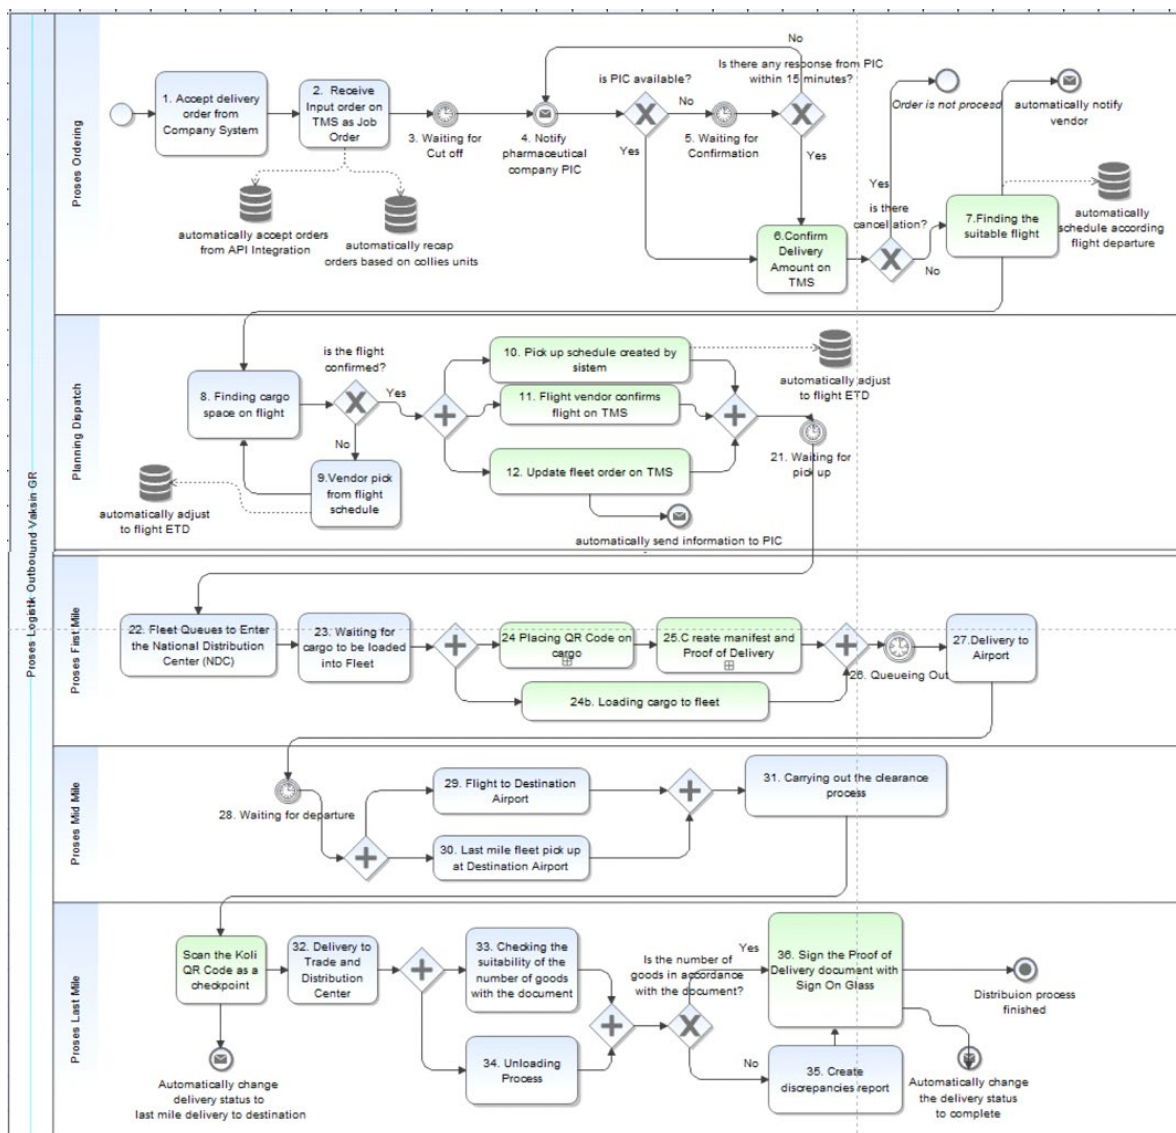 Proses Logistik Outbouund Vaksin GR
Proses Ordering
1. Accept delivery
order from
Company System
2. Receive
Input order on
TMS as Job
Order
3. Waiting for
Cut off
4. Notify
pharmaceutical
company PIC
is PIC available?
No
Yes
5. Waiting for
Confirmation
Is there any response from PIC
within 15 minutes?
No
Yes
6.Confirm
Delivery
Amount on
TMS
is there
cancellation?
Yes
No
Order is not procesd
7.Finding the
suitable flight
automatically notify
vendor
automatically
schedule according
flight departure
automatically accept orders
from API Integration
automatically recap
orders based on collies units
Planning Dispatch
8. Finding cargo
space on flight
is the flight
confirmed?
Yes
No
9.Vendor pick
from flight
schedule
automatically adjust
to flight ETD
10. Pick up schedule created by
sistem
11. Flight vendor confirms
flight on TMS
12. Update fleet order on TMS
automatically send information to PIC
automatically adjust
to flight ETD
21. Waiting for
pick up
Proses First Mile
22. Fleet Queues to Enter
the National Distribution
Center (NDC)
23. Waiting for
cargo to be loaded
into Fleet
24 Placing QR Code on
cargo
25.C reate manifest and
Proof of Delivery
24b. Loading cargo to fleet
26. Queueing Out
27.Delivery to
Airport
Proses Mid Mile
28. Waiting for departure
29. Flight to Destination
Airport
30. Last mile fleet pick up
at Destination Airport
31. Carrying out the clearance
process
Proses Last Mile
Scan the Koli
QR Code as a
checkpoint
Automatically change
delivery status to
last mile delivery to destination
32. Delivery to
Trade and
Distribution
Center
33. Checking the
suitability of the
number of goods
with the document
34. Unloading
Process
Is the number of
goods in accordance
with the document?
Yes
No
36. Sign the Proof of
Delivery document with
Sign On Glass
35. Create
discrepancies report
Distribuion process
finished
Automatically change
the delivery status
to complete